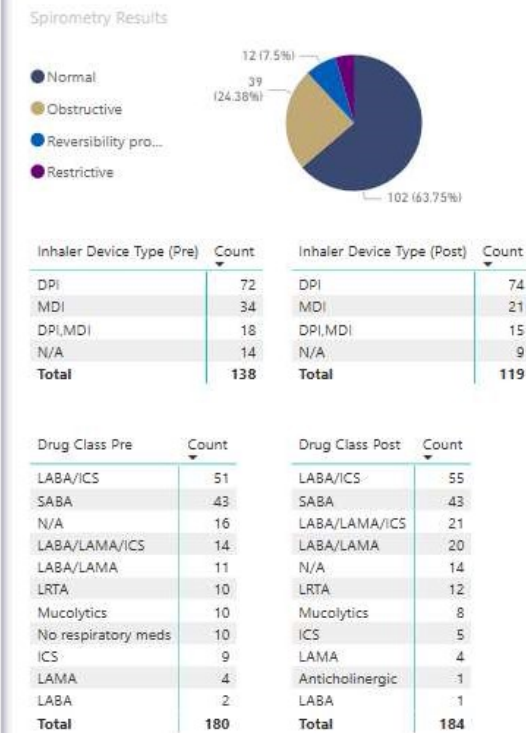 Spirometry Results
Normal
Obstructive
Reversibility pro...
Restrictive
12 (7.5%)
39
(24.38%)
102 (63.75%)
Inhaler Device Type (Pre) Count
DPI 72
MDI 34
DPI,MDI 18
N/A 14
Total 138
Inhaler Device Type (Post) Count
DPI 74
MDI 21
DPI,MDI 15
N/A 9
Total 119
Drug Class Pre Count
LABA/ICS 51
SABA 43
N/A 16
LABA/LAMA/ICS 14
LABA/LAMA 11
LRTA 10
Mucolytics 10
No respiratory meds 10
ICS 9
LAMA 4
LABA 2
Total 180
Drug Class Post Count
LABA/ICS 55
SABA 43
LABA/LAMA/ICS 21
LABA/LAMA 20
N/A 14
LRTA 12
Mucolytics 8
ICS 5
LAMA 4
Anticholinergic 1
LABA 1
Total 184